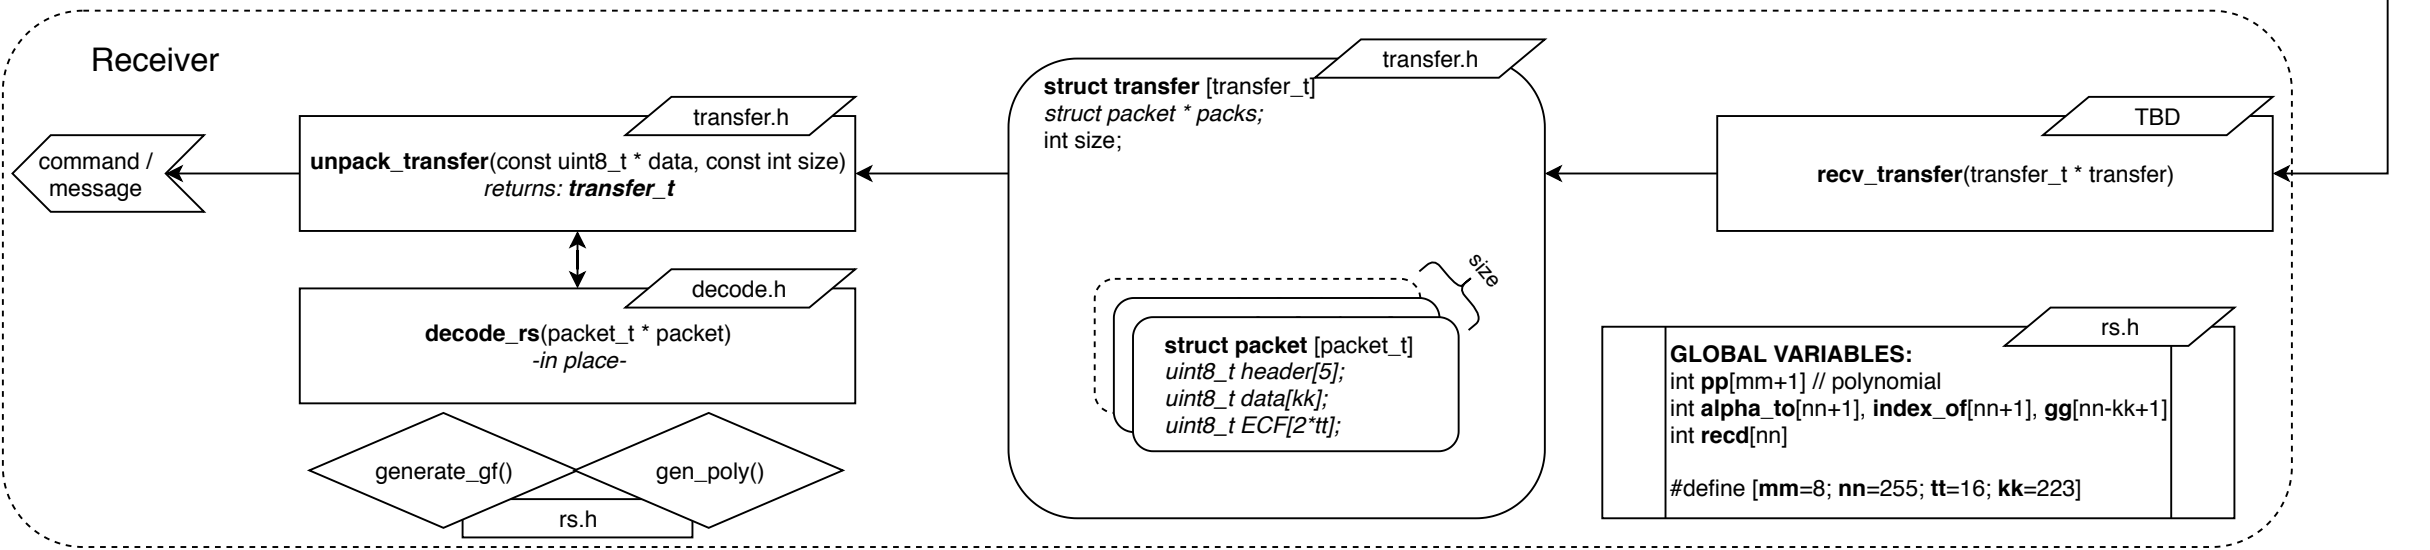 Receiver
command /
message
transfer.h
unpack_transfer(const uint8_t * data, const int size)
returns: transfer_t
decode.h
decode_rs(packet_t * packet)
-in place-
generate_gf()
gen_poly()
rs.h
transfer.h
struct transfer [transfer_t]
struct packet * packs;
int size;
size
struct packet [packet_t]
uint8_t header[5];
uint8_t data[kk];
uint8_t ECF[2*tt];
TBD
recv_transfer(transfer_t * transfer)
rs.h
GLOBAL VARIABLES:
int pp[mm+1] // polynomial
int alpha_to[nn+1], index_of[nn+1], gg[nn-kk+1]
int recd[nn]
#define [mm=8; nn=255; tt=16; kk=223]